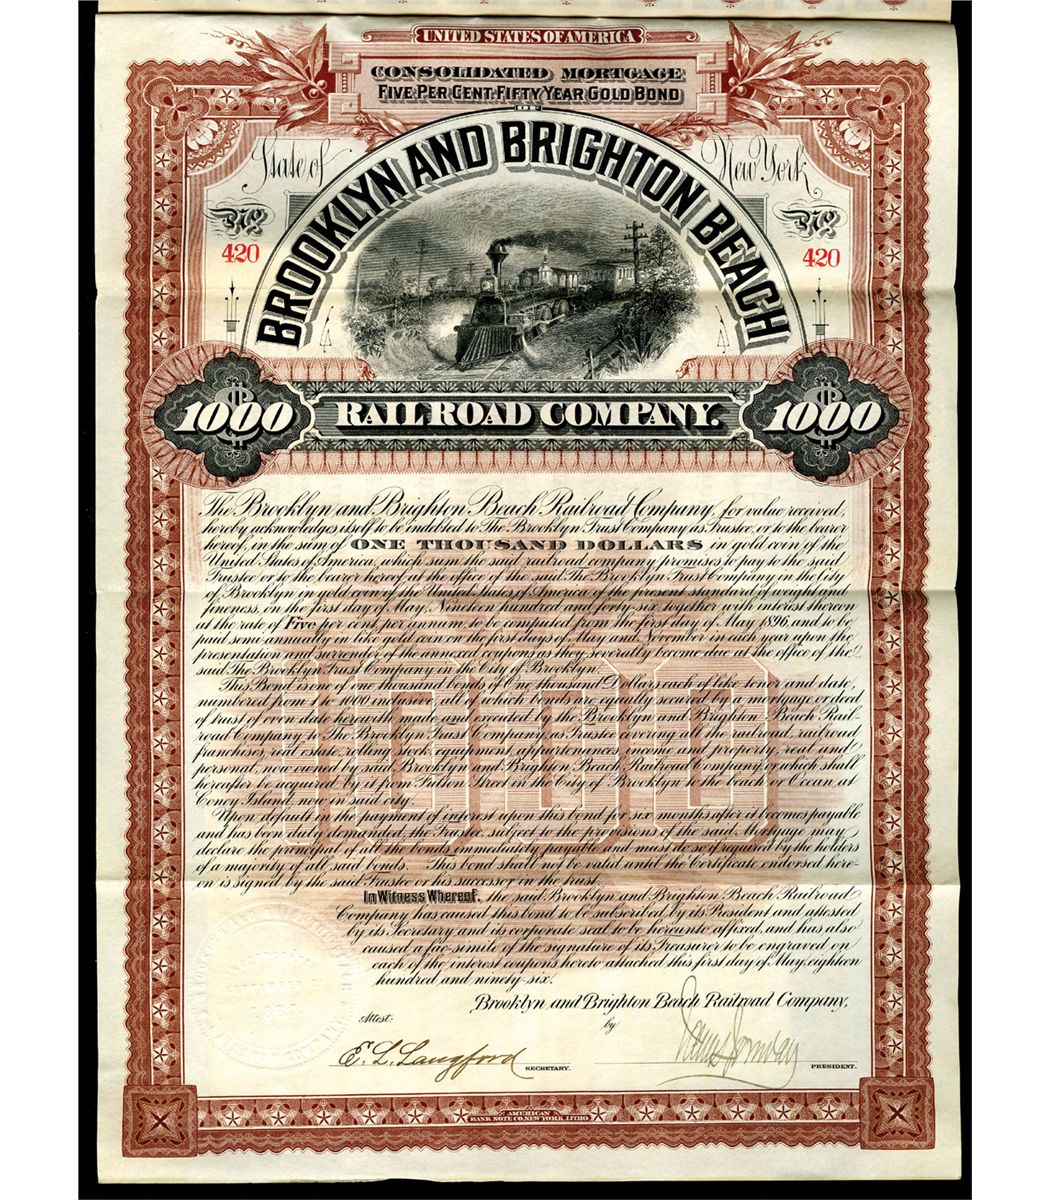 UNITED STATES OF AMERICA
CONSOLIDATED MORTGAGE
FIVE PER CENT. FIFTY YEAR GOLD BOND
OF
State of New York
BROOKLYN AND BRIGHTON BEACH
No No
420 420
RAILROAD COMPANY.
$1000 $1000
The Brooklyn and Brighton Beach Railroad Company, for value received,
hereby acknowledges itself to be indebted to The Brooklyn Trust Company as Trustee, or to the bearer
hereof, in the sum of ONE THOUSAND DOLLARS in gold coin of the
United States of America, which sum the said railroad company promises to pay to the said
Trustee or to the bearer hereof at the office of the said The Brooklyn Trust Company in the City
of Brooklyn in gold coin of the United States of America of the present standard of weight and
fineness, on the first day of May, Nineteen hundred and forty-six, together with interest thereon
at the rate of Five per cent per annum, to be computed from the first day of May 1896, and to be
paid semi-annually in like gold coin on the first days of May and November in each year upon the
presentation and surrender of the annexed coupons as they severally become due at the office of the
said The Brooklyn Trust Company in the City of Brooklyn.
This Bond is one of one thousand bonds of One thousand Dollars each of like tenor and date,
numbered from 1 to 1000 inclusive, all of which bonds are equally secured by a mortgage or deed
of trust of even date herewith made and executed by the Brooklyn and Brighton Beach Rail-
road Company to The Brooklyn Trust Company as Trustee covering all the railroad, railroad
franchises, real estate, rolling stock, equipment, appurtenances, income and property, real and
personal, now owned by said Brooklyn and Brighton Beach Railroad Company, or which shall
hereafter be acquired by it from Fulton Street in the City of Brooklyn to the beach or Ocean at
Coney Island, now in said city.
Upon default in the payment of interest upon this bond for six months after it becomes payable
and has been duly demanded, the Trustee, subject to the provisions of the said Mortgage may
declare the principal of all the bonds immediately payable and must do so if required by the holders
of a majority of all said bonds. This bond shall not be valid until the Certificate endorsed here-
on is signed by the said Trustee or his successor in the trust.
In Witness Whereof, the said Brooklyn and Brighton Beach Railroad
Company has caused this bond to be subscribed by its President and attested
by its Secretary and its corporate seal to be hereunto affixed, and has also
caused a fac-simile of the signature of its Treasurer to be engraved on
each of the interest coupons hereto attached this first day of May, eighteen
hundred and ninety-six.
Brooklyn and Brighton Beach Railroad Company,
Attest: by
E. L. Langford
SECRETARY. PRESIDENT.
AMERICAN
BANK NOTE CO. NEW YORK. LITHO.